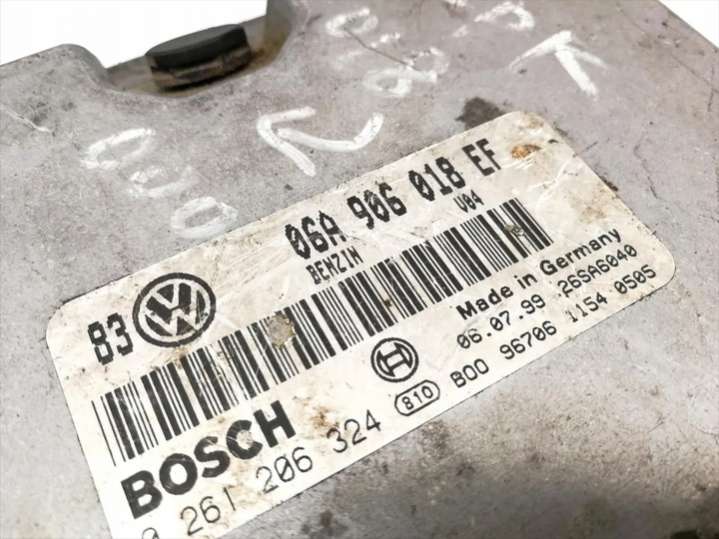 06A 906 018 EF
BENZIN
V04
B3
Made in Germany
06.07.99 26SA6040
810 B00 96706 1154 0505
BOSCH
0 261 206 324